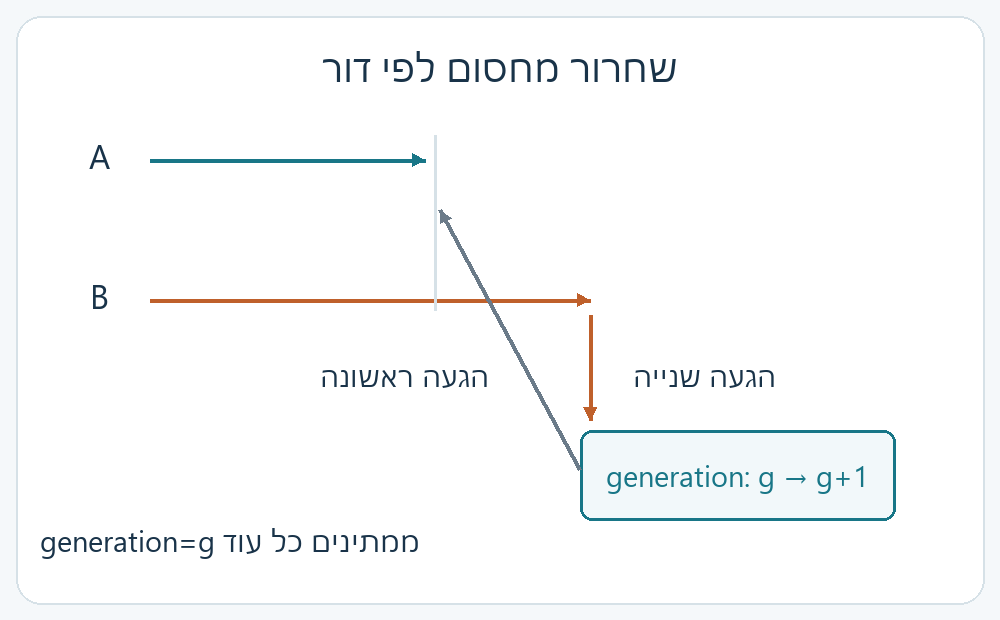 שחרור מחסום לפי דור
A
B
הגעה ראשונה
הגעה שנייה
generation: g → g+1
ממתינים כל עוד generation=g